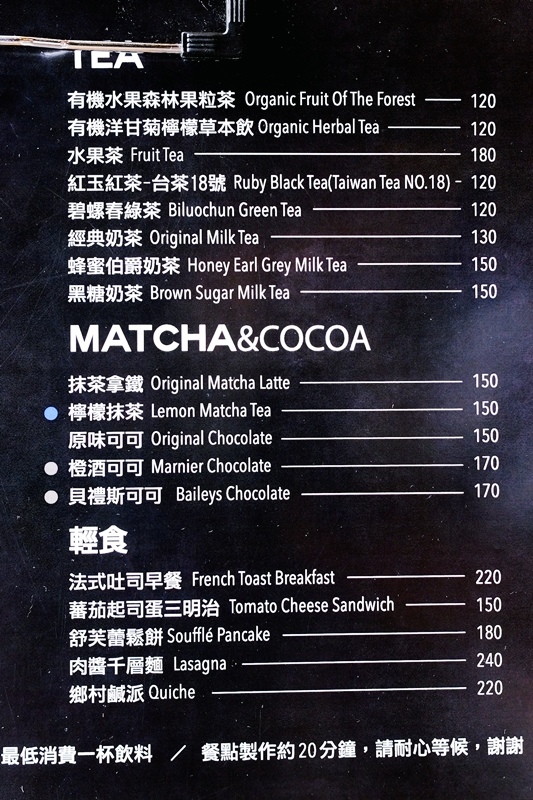 TEA
有機水果森林果粒茶 Organic Fruit Of The Forest 120
有機洋甘菊檸檬草本飲 Organic Herbal Tea 120
水果茶 Fruit Tea 180
紅玉紅茶-台茶18號 Ruby Black Tea(Taiwan Tea NO.18) - 120
碧螺春綠茶 Biluochun Green Tea 120
經典奶茶 Original Milk Tea 130
蜂蜜伯爵奶茶 Honey Earl Grey Milk Tea 150
黑糖奶茶 Brown Sugar Milk Tea 150
MATCHA&COCOA
抹茶拿鐵 Original Matcha Latte 150
檸檬抹茶 Lemon Matcha Tea 150
原味可可 Original Chocolate 150
橙酒可可 Marnier Chocolate 170
貝禮斯可可 Baileys Chocolate 170
輕食
法式吐司早餐 French Toast Breakfast 220
蕃茄起司蛋三明治 Tomato Cheese Sandwich 150
舒芙蕾鬆餅 Soufflé Pancake 180
肉醬千層麵 Lasagna 240
鄉村鹹派 Quiche 220
最低消費一杯飲料 / 餐點製作約20分鐘，請耐心等候，謝謝